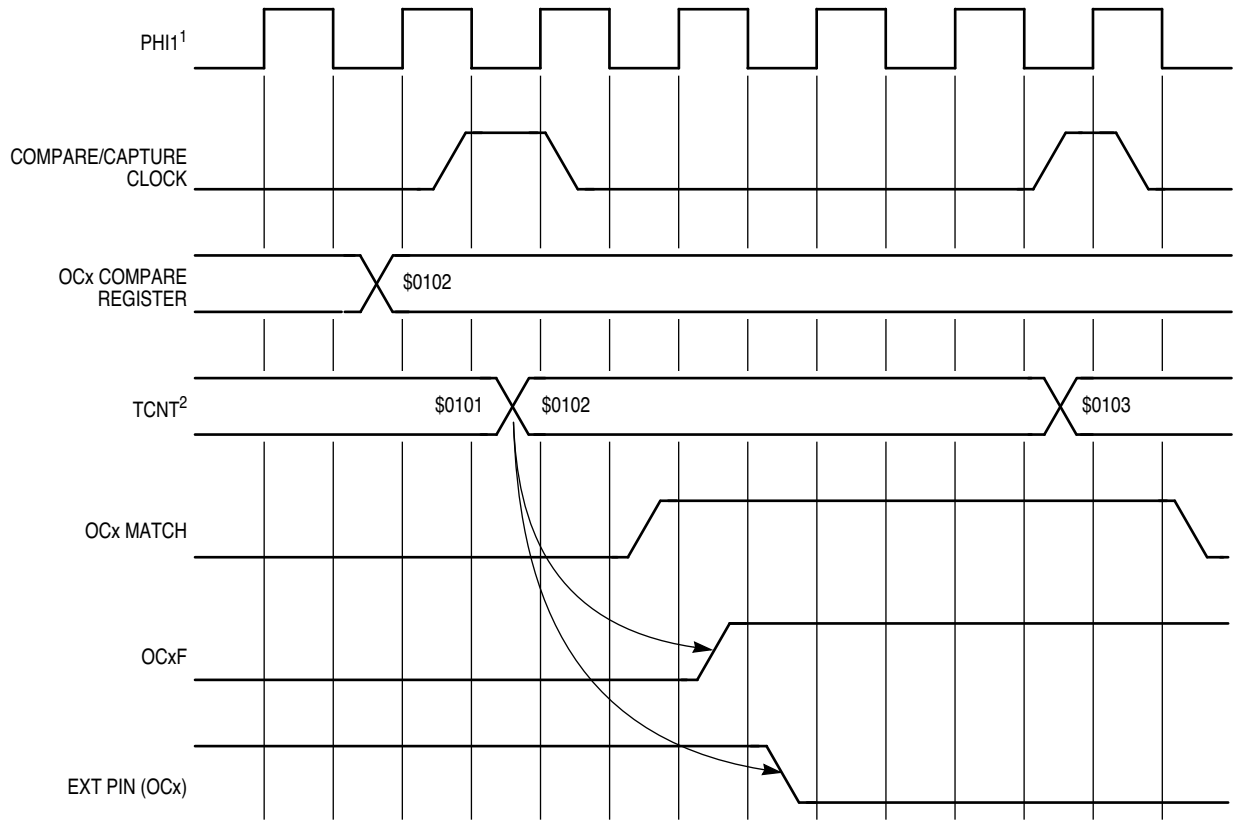 PHI1¹
COMPARE/CAPTURE
CLOCK
OCx COMPARE
REGISTER
$0102
TCNT²
$0101
$0102
$0103
OCx MATCH
OCxF
EXT PIN (OCx)